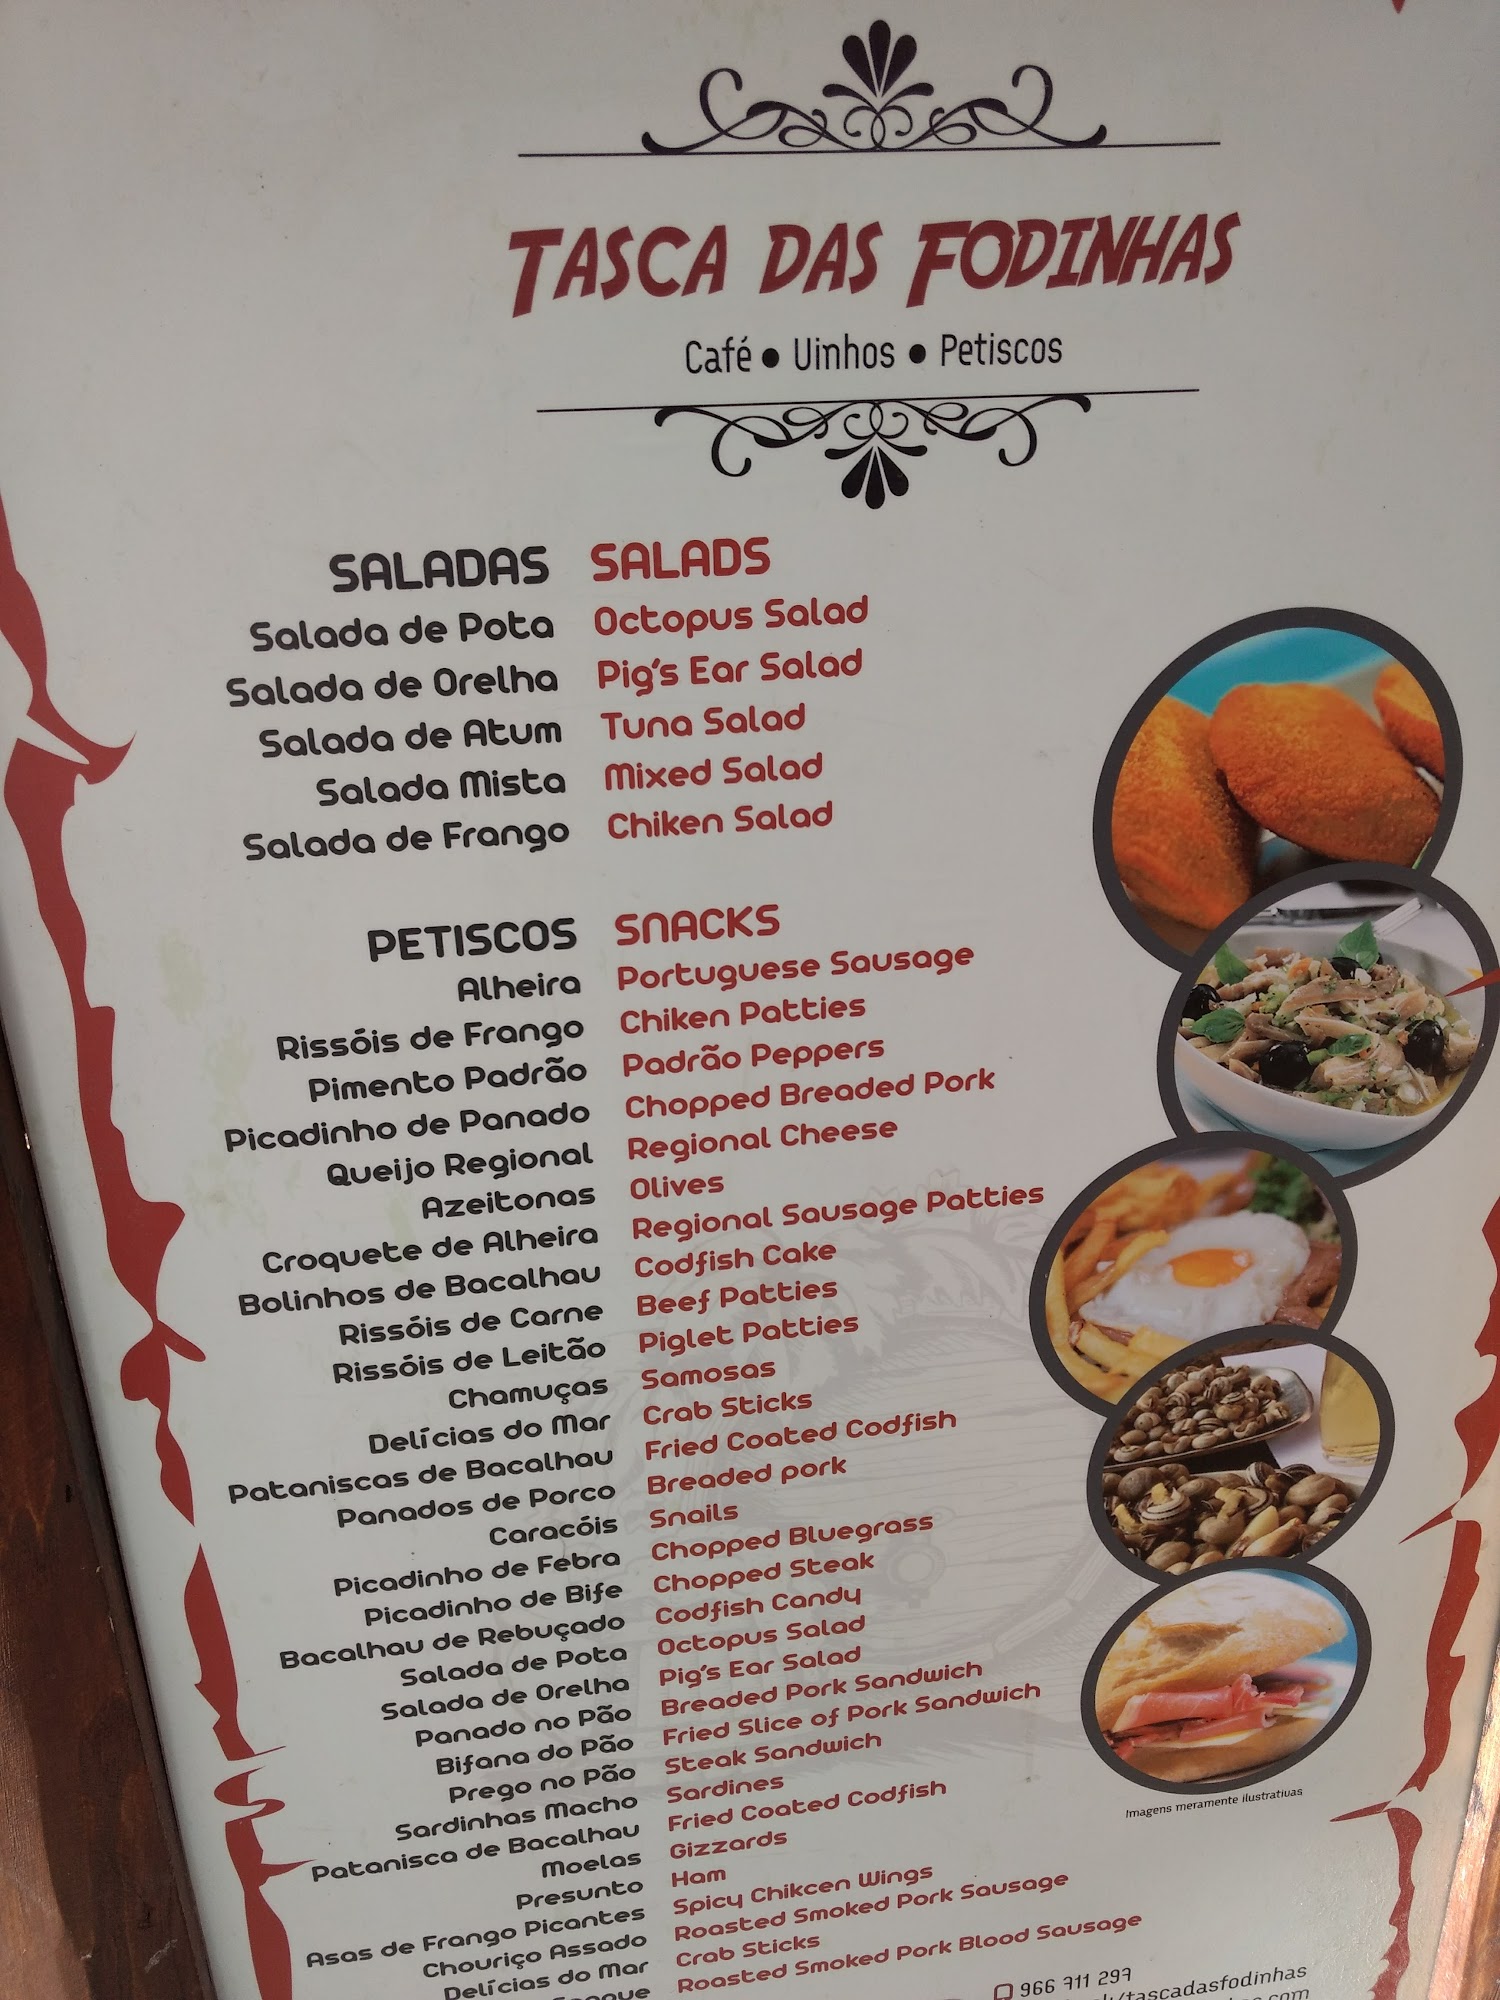 TASCA DAS FODINHAS
Café • Vinhos • Petiscos
SALADAS SALADS
Salada de Pota Octopus Salad
Salada de Orelha Pig's Ear Salad
Salada de Atum Tuna Salad
Salada Mista Mixed Salad
Salada de Frango Chiken Salad
PETISCOS SNACKS
Alheira Portuguese Sausage
Rissóis de Frango Chiken Patties
Pimento Padrão Padrão Peppers
Picadinho de Panado Chopped Breaded Pork
Queijo Regional Regional Cheese
Azeitonas Olives
Croquete de Alheira Regional Sausage Patties
Bolinhos de Bacalhau Codfish Cake
Rissóis de Carne Beef Patties
Rissóis de Leitão Piglet Patties
Chamuças Samosas
Delícias do Mar Crab Sticks
Pataniscas de Bacalhau Fried Coated Codfish
Panados de Porco Breaded pork
Caracóis Snails
Picadinho de Febra Chopped Bluegrass
Picadinho de Bife Chopped Steak
Bacalhau de Rebuçado Codfish Candy
Salada de Pota Octopus Salad
Salada de Orelha Pig's Ear Salad
Panado no Pão Breaded Pork Sandwich
Bifana do Pão Fried Slice of Pork Sandwich
Prego no Pão Steak Sandwich
Sardinhas Macho Sardines
Patanisca de Bacalhau Fried Coated Codfish
Moelas Gizzards
Presunto Ham
Asas de Frango Picantes Spicy Chikcen Wings
Chouriço Assado Roasted Smoked Pork Sausage
Delícias do Mar Crab Sticks
Roasted Smoked Pork Blood Sausage
Imagens meramente ilustrativas
966 711 297
/tascadasfodinhas
.com